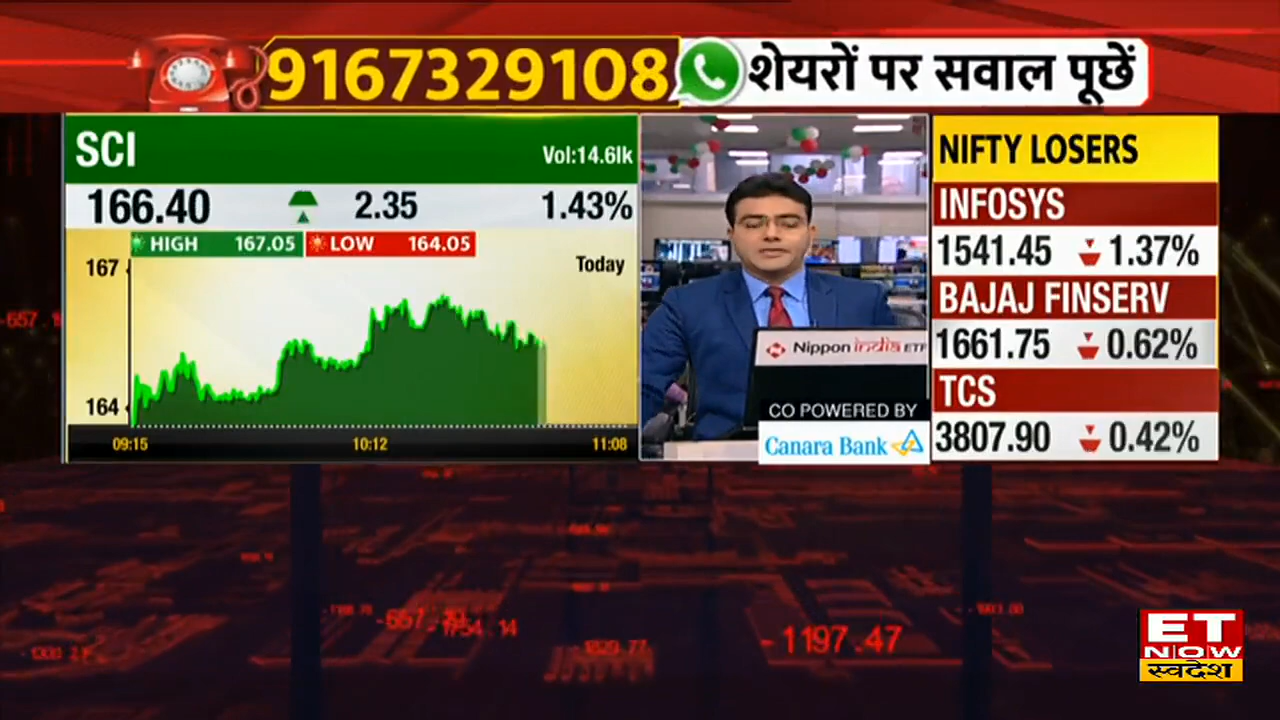 9167329108 शेयरों पर सवाल पूछें
SCI
Vol:14.6lk
166.40 2.35 1.43%
HIGH 167.05 LOW 164.05
Today
167
164
09:15 10:12 11:08
Nippon india ETF
CO POWERED BY
Canara Bank
NIFTY LOSERS
INFOSYS
1541.45 1.37%
BAJAJ FINSERV
1661.75 0.62%
TCS
3807.90 0.42%
-1197.47
ET
NOW
स्वदेश